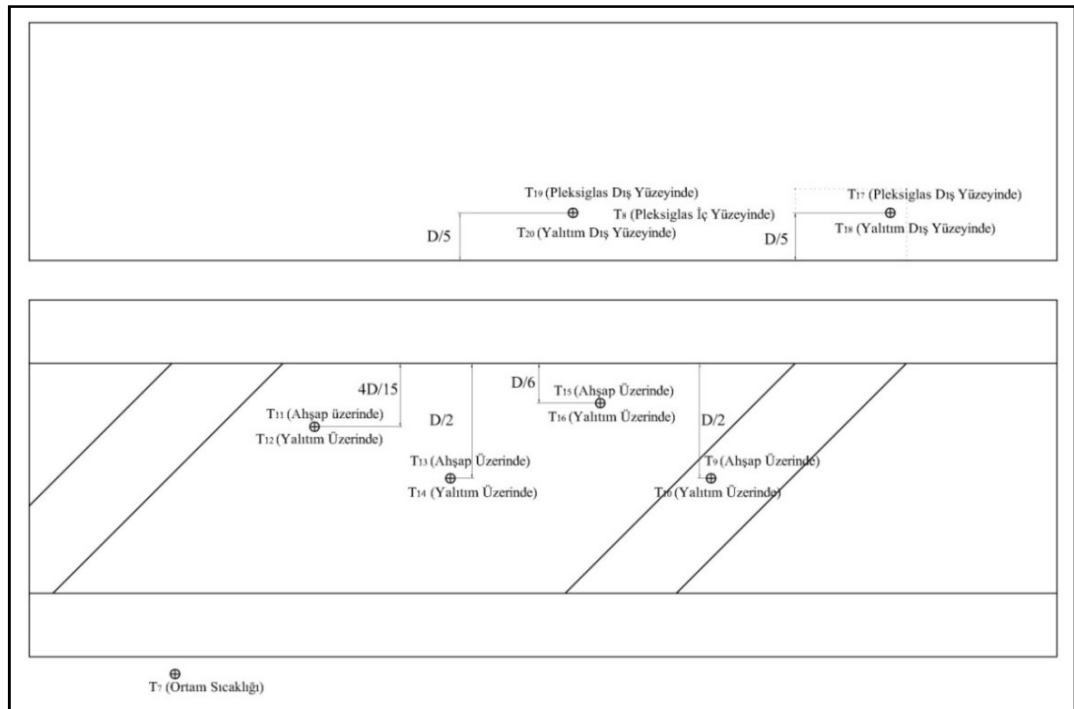 T19 (Pleksiglas Dış Yüzeyinde)
T8 (Pleksiglas İç Yüzeyinde)
T20 (Yalıtım Dış Yüzeyinde)
D/5
T17 (Pleksiglas Dış Yüzeyinde)
T18 (Yalıtım Dış Yüzeyinde)
D/5
4D/15
T11 (Ahşap üzerinde)
T12 (Yalıtım Üzerinde)
D/2
T13 (Ahşap Üzerinde)
T14 (Yalıtım Üzerinde)
D/6
T15 (Ahşap Üzerinde)
T16 (Yalıtım Üzerinde)
D/2
T9 (Ahşap Üzerinde)
T10 (Yalıtım Üzerinde)
T7 (Ortam Sıcaklığı)